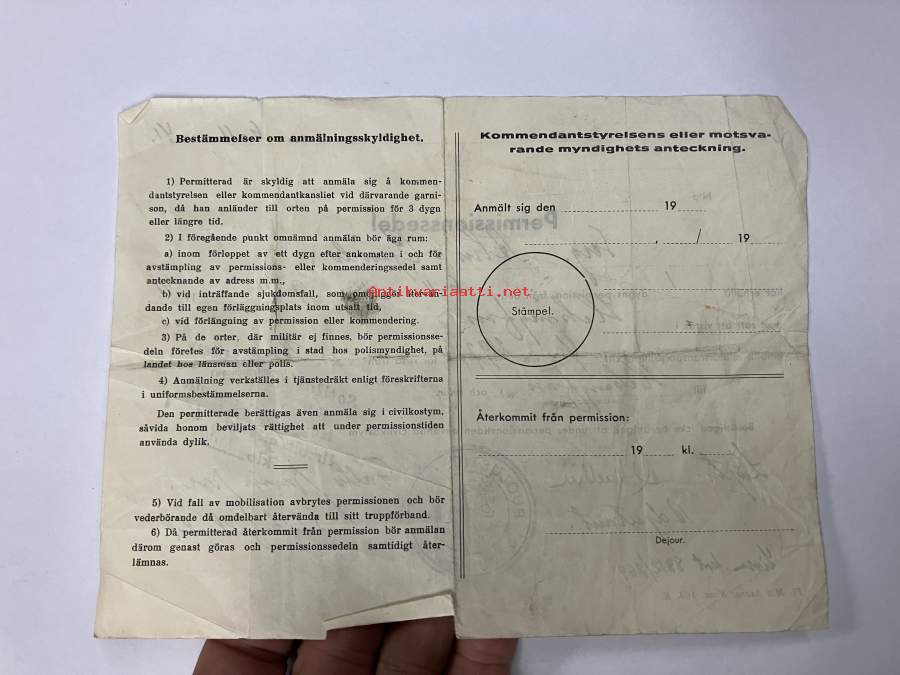 Bestämmelser om anmälningsskyldighet.
1) Permitterad är skyldig att anmäla sig å kommen-
dantstyrelsen eller kommendantkansliet vid därvarande garni-
son, då han anländer till orten på permission för 3 dygn
eller längre tid.
2) I föregående punkt omnämnd anmälan bör äga rum:
a) inom förloppet av ett dygn efter ankomsten i och för
avstämpling av permissions- eller kommenderingssedel samt
antecknande av adress m.m.,
b) vid inträffande sjukdomsfall, som omöjliggör återvän-
dande till egen förläggningsplats inom utsatt tid,
c) vid förlängning av permission eller kommendering.
3) På de orter, där militär ej finnes, bör permissionsse-
deln företes för avstämpling i stad hos polismyndighet, på
landet hos länsman eller polis.
4) Anmälning verkställes i tjänstedräkt enligt föreskrifterna
i uniformsbestämmelserna.
Den permitterade berättigas även anmäla sig i civilkostym,
såvida honom beviljats rättighet att under permissionstiden
använda dylik.
5) Vid fall av mobilisation avbrytes permissionen och bör
vederbörande då omdelbart återvända till sitt truppförband.
6) Då permitterad återkommit från permission bör anmälan
därom genast göras och permissionssedeln samtidigt åter-
lämnas.
Kommendantstyrelsens eller motsva-
rande myndighets anteckning.
Anmält sig den 19
, / 19
Stämpel.
Återkommit från permission:
19 kl.
Dejour.
antikvariaatti.net